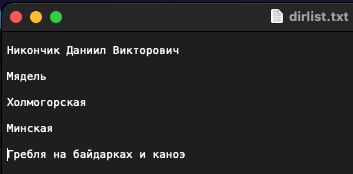 dirlist.txt
Никончик Даниил Викторович
Мядель
Холмогорская
Минская
Гребля на байдарках и каноэ